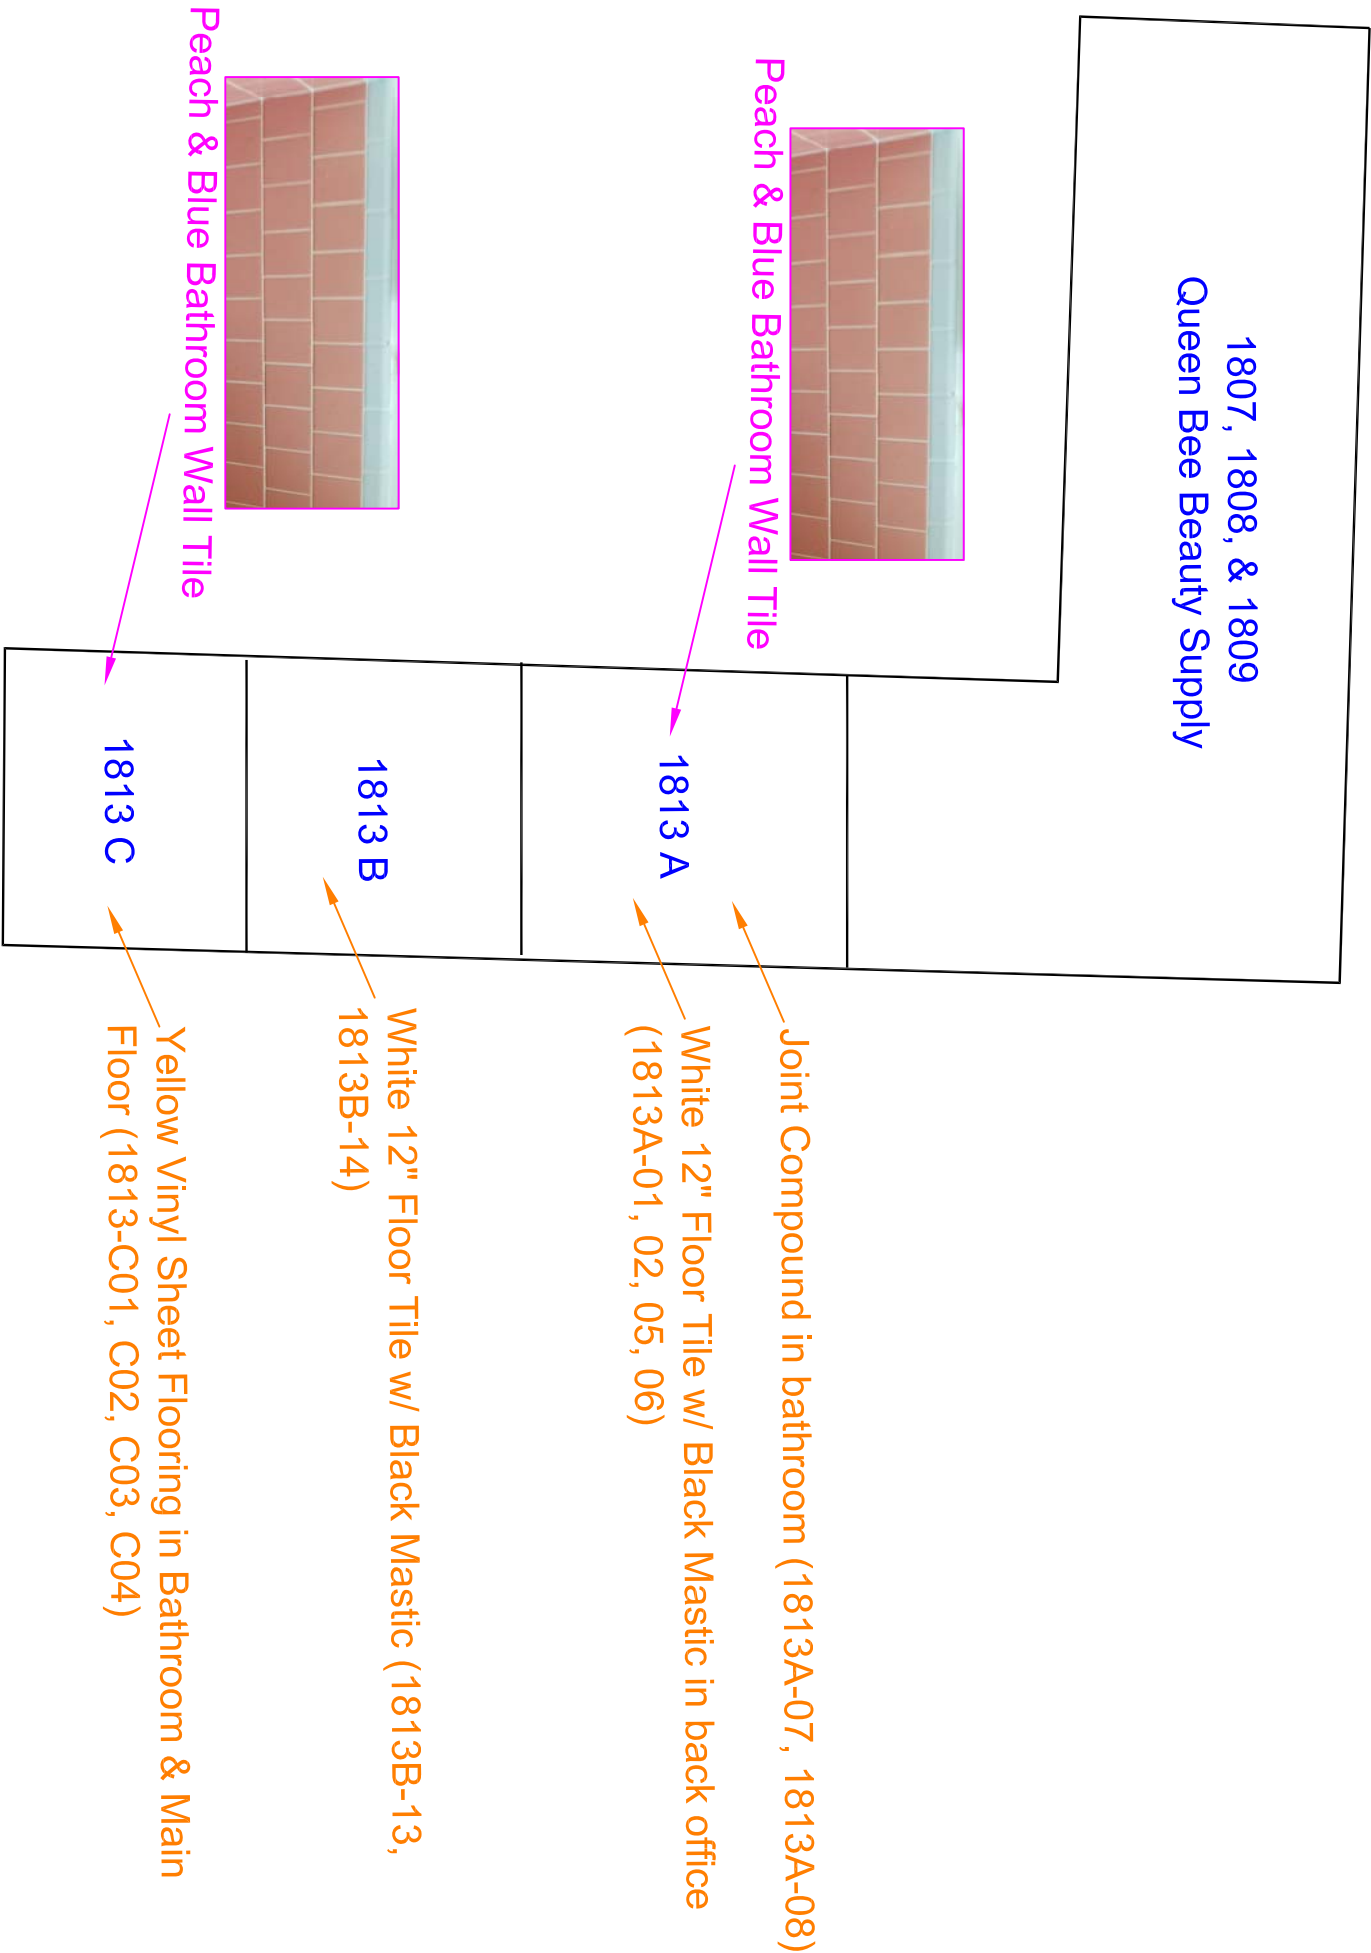 1807, 1808, & 1809
Queen Bee Beauty Supply
Peach & Blue Bathroom Wall Tile
1813 A
Joint Compound in bathroom (1813A-07, 1813A-08)
White 12" Floor Tile w/ Black Mastic in back office
(1813A-01, 02, 05, 06)
1813 B
White 12" Floor Tile w/ Black Mastic (1813B-13,
1813B-14)
Peach & Blue Bathroom Wall Tile
1813 C
Yellow Vinyl Sheet Flooring in Bathroom & Main
Floor (1813-C01, C02, C03, C04)